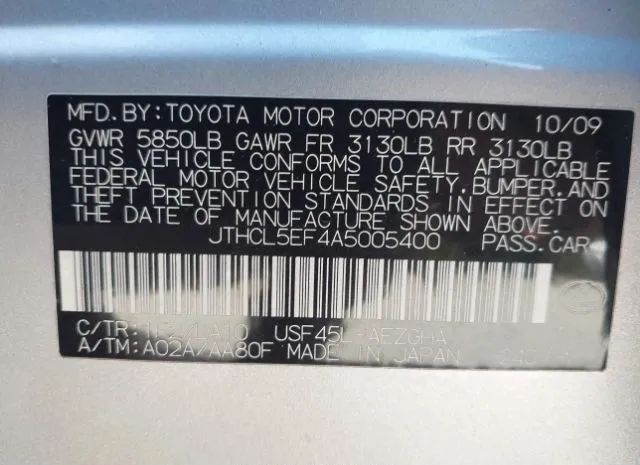 MFD.BY:TOYOTA MOTOR CORPORATION 10/09
GVWR 5850LB GAWR FR 3130LB RR 3130LB
THIS VEHICLE CONFORMS TO ALL APPLICABLE
FEDERAL MOTOR VEHICLE SAFETY,BUMPER,AND
THEFT PREVENTION STANDARDS IN EFFECT ON
THE DATE OF MANUFACTURE SHOWN ABOVE.
JTHCL5EF4A5005400 PASS.CAR
C/TR: USF45L-AEZGHA
A/TM:A02A/AA80F MADE IN JAPAN